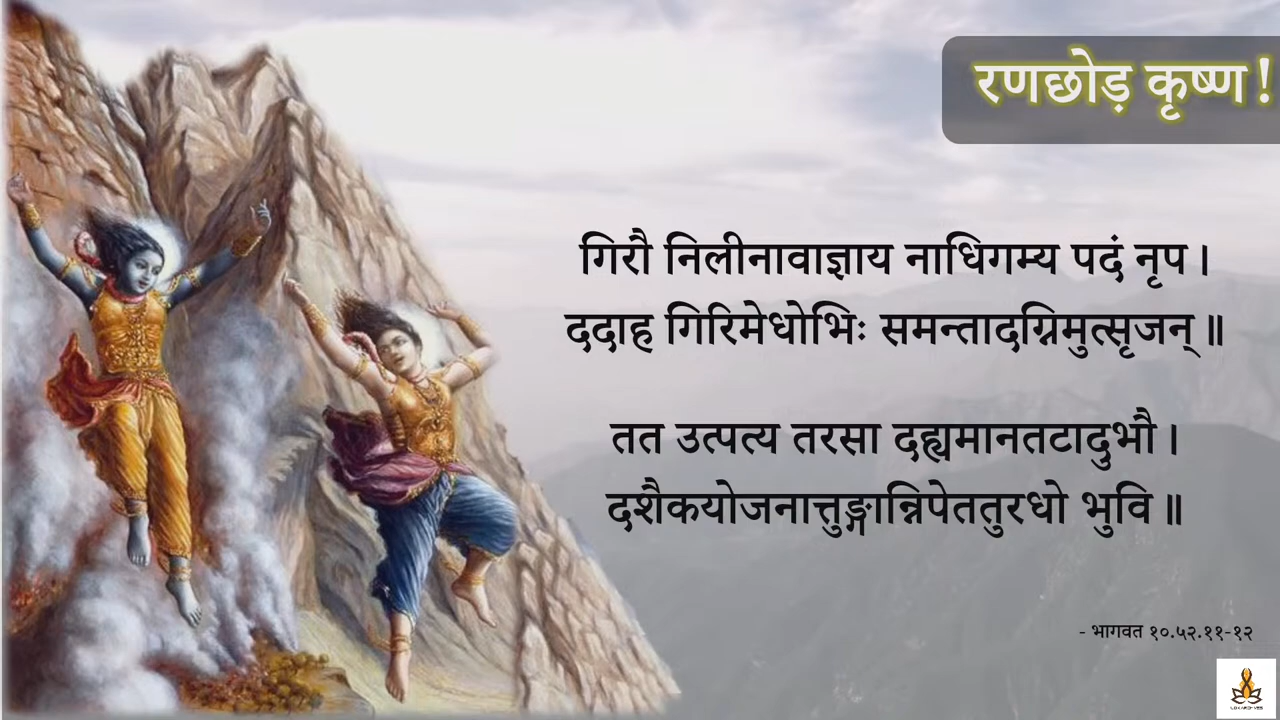 रणछोड़ कृष्ण!
गिरौ निलीनावाज्ञाय नाधिगम्य पदं नृप।
ददाह गिरिमेधोभिः समन्तादग्निमुत्सृजन्॥
तत उत्पत्य तरसा दह्यमानतटादुभौ।
दशैकयोजनात्तुङ्गान्निपेततुरधो भुवि॥
- भागवत १०.५२.११-१२